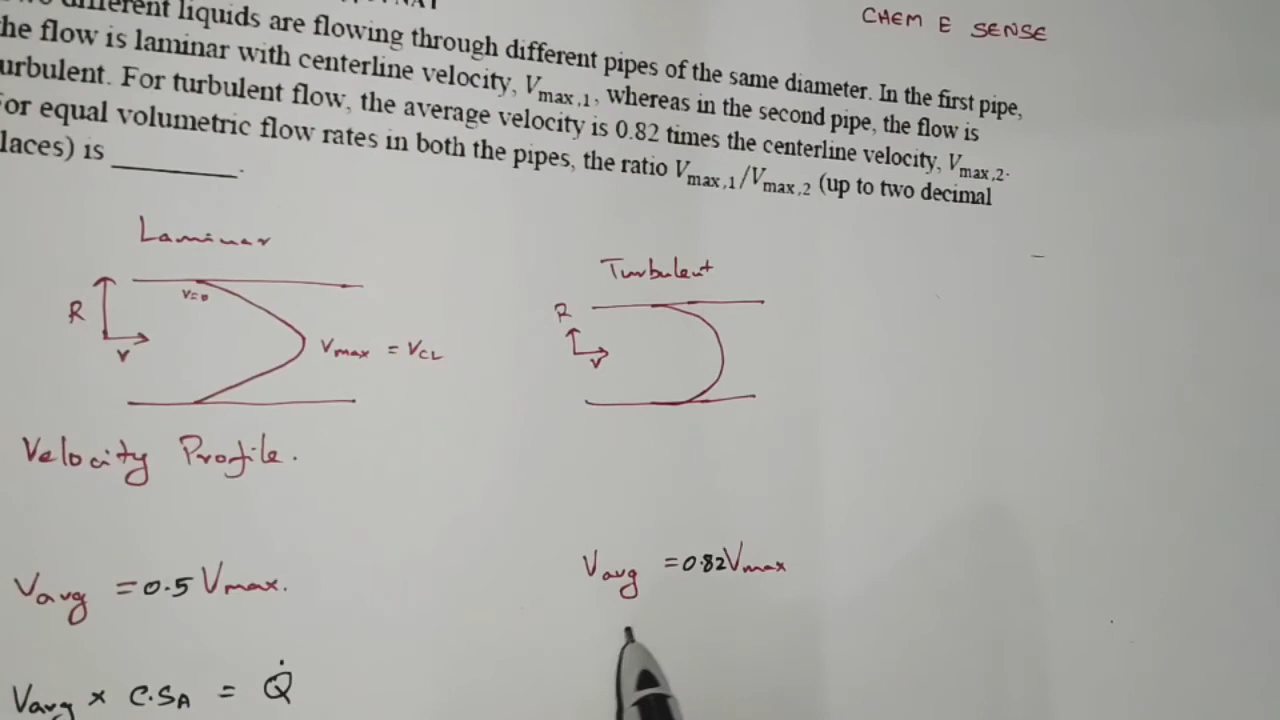 CHEM E SENSE
different liquids are flowing through different pipes of the same diameter. In the first pipe,
he flow is laminar with centerline velocity, Vmax,1, whereas in the second pipe, the flow is
urbulent. For turbulent flow, the average velocity is 0.82 times the centerline velocity, Vmax,2.
or equal volumetric flow rates in both the pipes, the ratio Vmax,1/Vmax,2 (up to two decimal
laces) is ________.
Laminar
Turbulent
V=0
R
V
Vmax = VCL
R
V
Velocity Profile.
Vavg = 0.5 Vmax.
Vavg = 0.82Vmax
Vavg × C.SA = Q̇